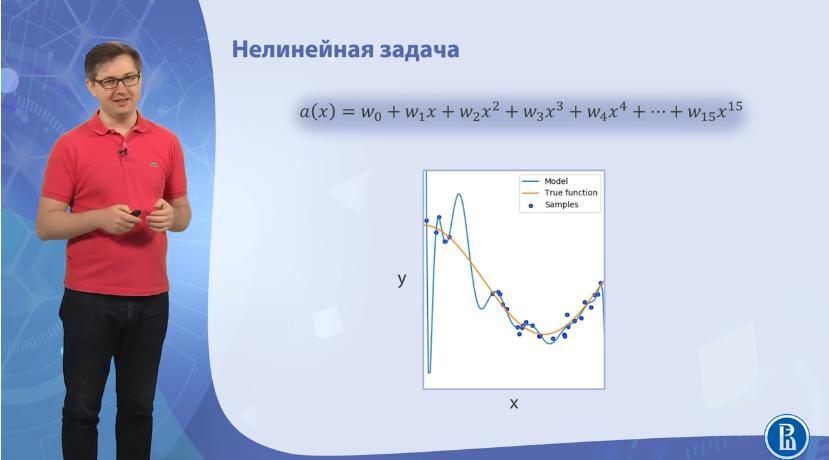 Нелинейная задача
a(x) = w₀ + w₁x + w₂x² + w₃x³ + w₄x⁴ + ⋯ + w₁₅x¹⁵
Model
True function
Samples
y
x